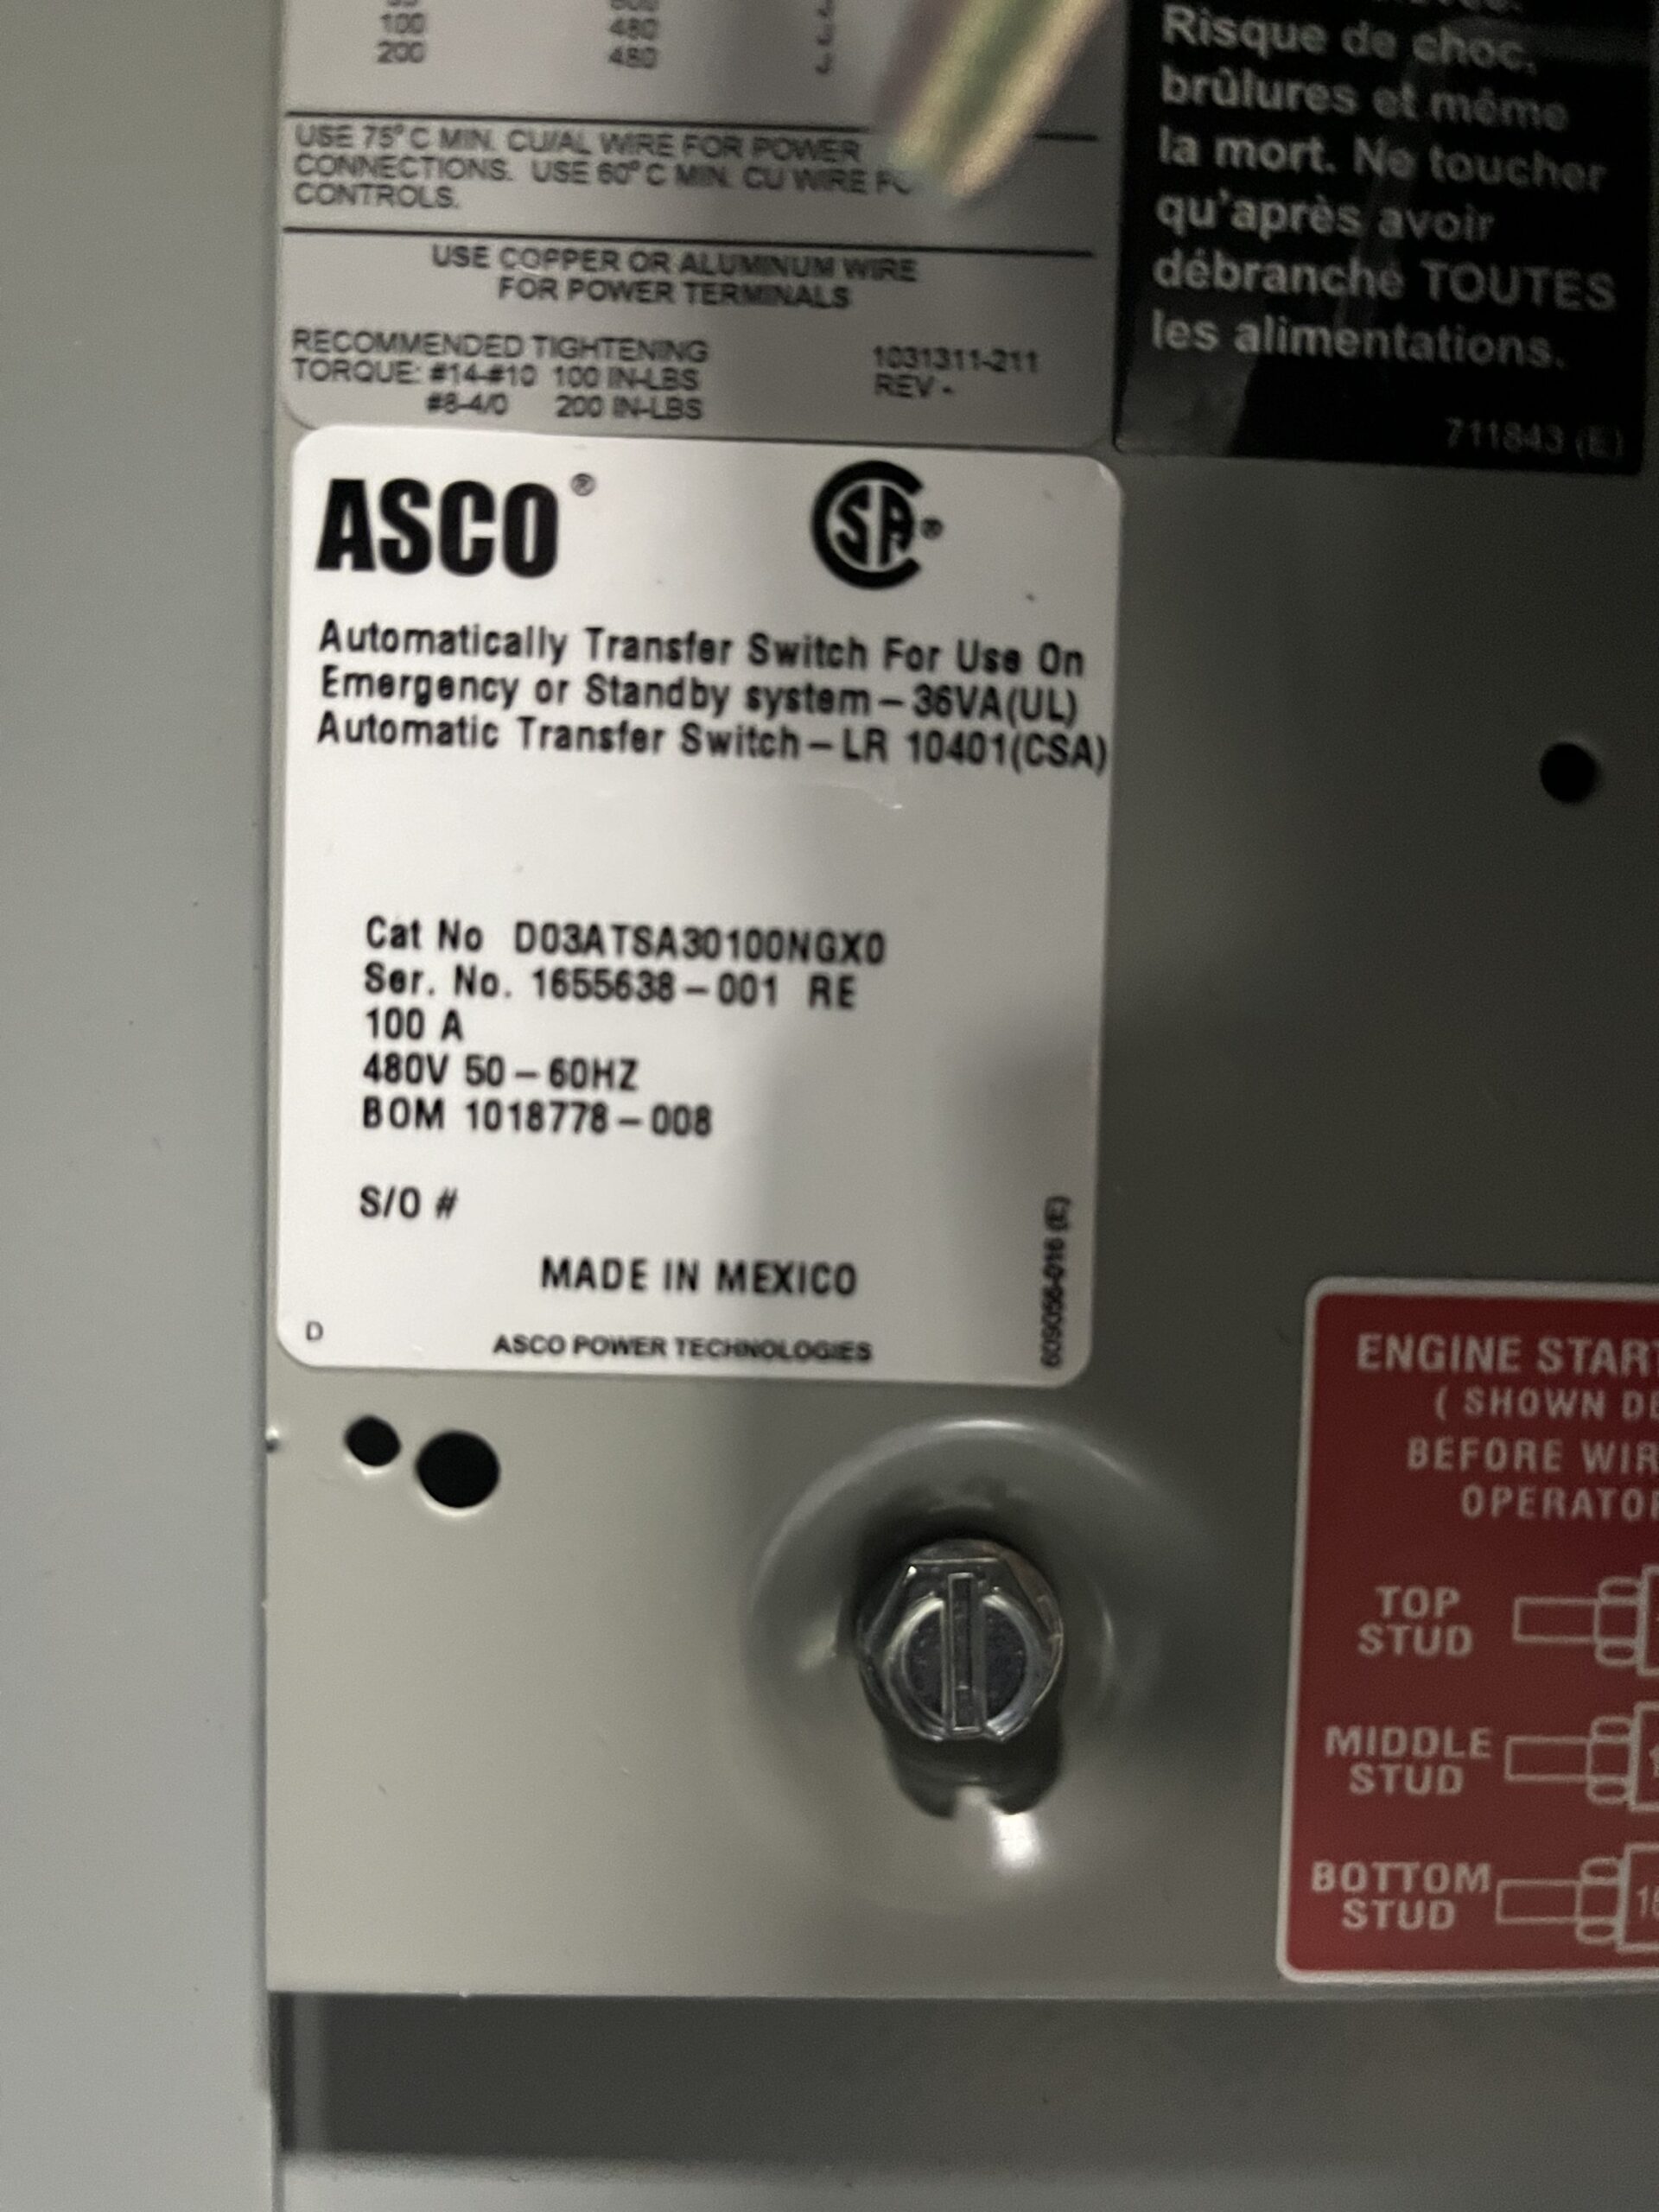 100 480
200 480
USE 75°C MIN. CU/AL WIRE FOR POWER
CONNECTIONS. USE 60°C MIN. CU WIRE
CONTROLS.
USE COPPER OR ALUMINUM WIRE
FOR POWER TERMINALS
RECOMMENDED TIGHTENING
TORQUE: #14-#10 100 IN-LBS
#8-4/0 200 IN-LBS
1031311-211
REV -
Risque de choc,
brûlures et même
la mort. Ne toucher
qu'après avoir
débranché TOUTES
les alimentations.
711843 (E)
ASCO®
CSA®
Automatically Transfer Switch For Use On
Emergency or Standby system – 36VA(UL)
Automatic Transfer Switch – LR 10401(CSA)
Cat No D03ATSA30100NGX0
Ser. No. 1655638 – 001 RE
100 A
480V 50 – 60HZ
BOM 1018778 – 008
S/O #
MADE IN MEXICO
D
ASCO POWER TECHNOLOGIES
609056-016 (E)
ENGINE START
( SHOWN
BEFORE
TOP
STUD
MIDDLE
STUD
BOTTOM
STUD